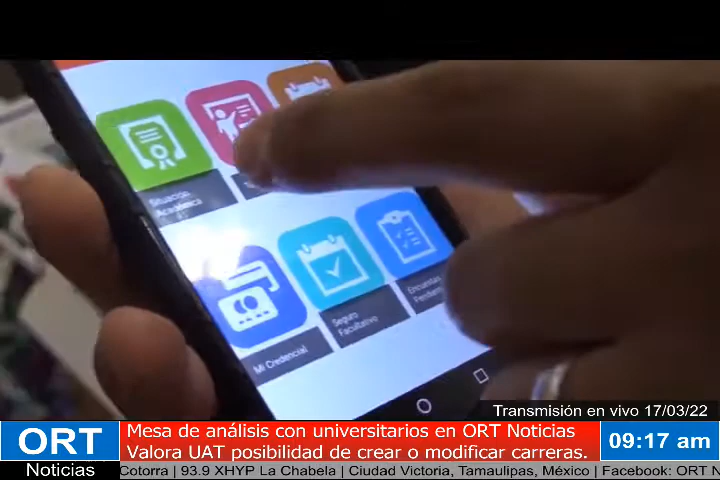 Situación
Académica
Mi Credencial
Seguro
Facultativo
Encuestas
Transmisión en vivo 17/03/22
ORT
Noticias
Mesa de análisis con universitarios en ORT Noticias
Valora UAT posibilidad de crear o modificar carreras.
09:17 am
Cotorra | 93.9 XHYP La Chabela | Ciudad Victoria, Tamaulipas, México | Facebook: ORT